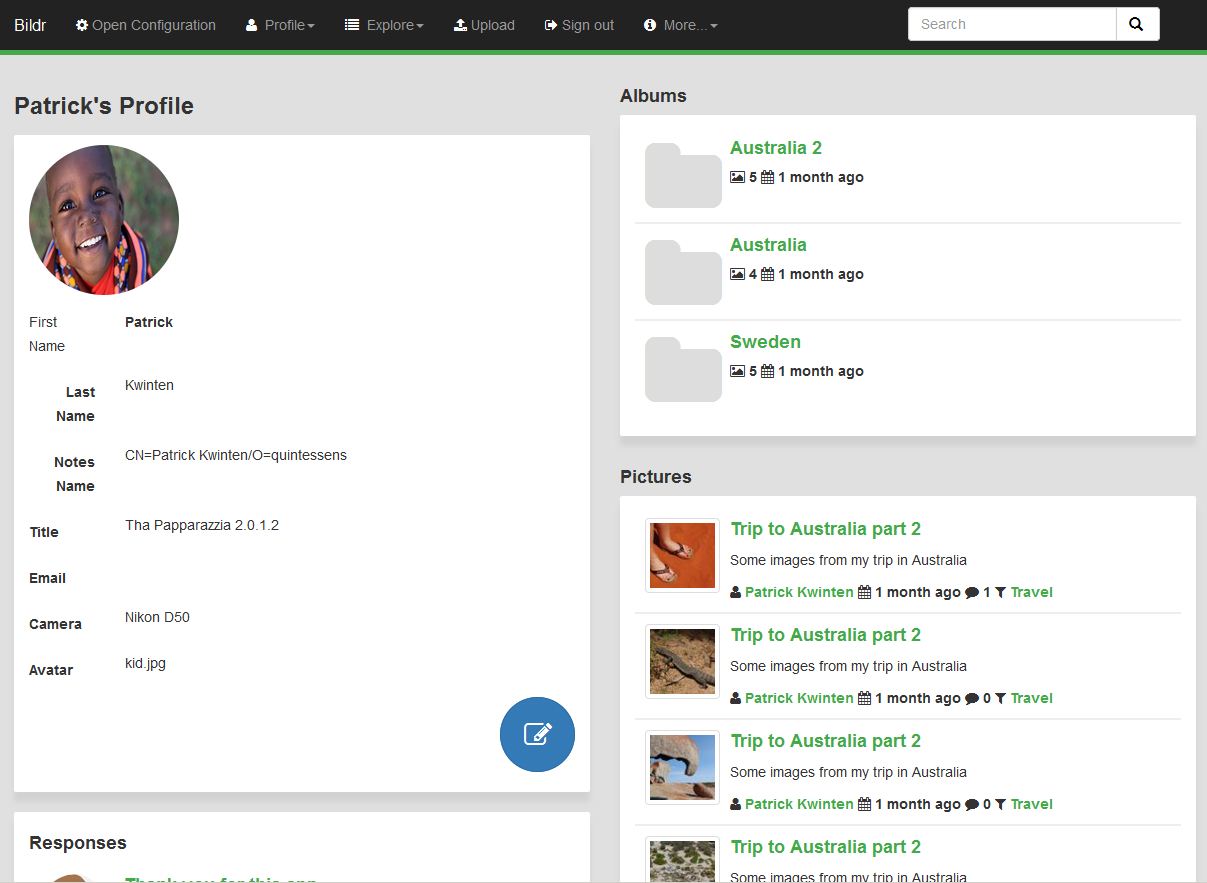 Bildr Open Configuration Profile Explore Upload Sign out More... Search
Patrick's Profile
First
Name
Patrick
Last
Name
Kwinten
Notes
Name
CN=Patrick Kwinten/O=quintessens
Title
Tha Papparazzia 2.0.1.2
Email
Camera
Nikon D50
Avatar
kid.jpg
Responses
Thank you for this app
Albums
Australia 2
5 1 month ago
Australia
4 1 month ago
Sweden
5 1 month ago
Pictures
Trip to Australia part 2
Some images from my trip in Australia
Patrick Kwinten 1 month ago 1 Travel
Trip to Australia part 2
Some images from my trip in Australia
Patrick Kwinten 1 month ago 0 Travel
Trip to Australia part 2
Some images from my trip in Australia
Patrick Kwinten 1 month ago 0 Travel
Trip to Australia part 2
Some images from my trip in Australia